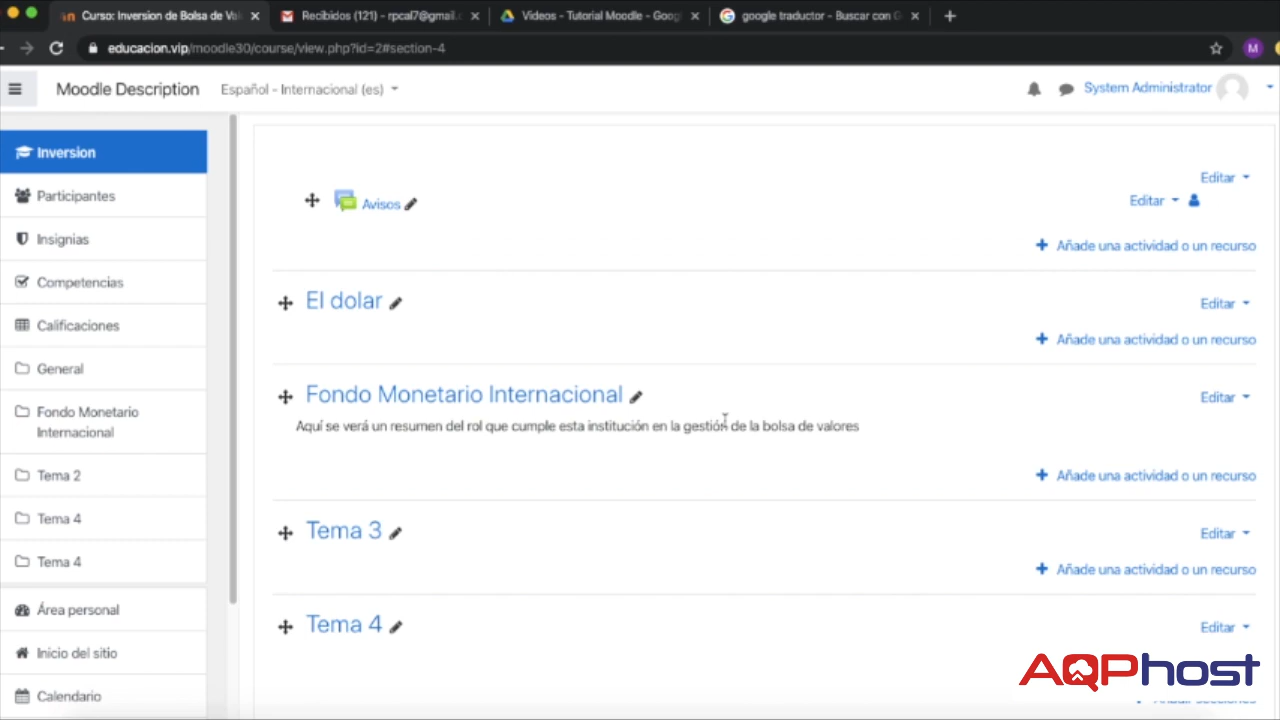 Curso: Inversion de Bolsa de Val
Recibidos (121) - rpcal7@gmail.c
Videos - Tutorial Moodle - Goog
google traductor - Buscar con G
educacion.vip/moodle30/course/view.php?id=2#section-4
M
Moodle Description
Español - Internacional (es)
System Administrator
Inversion
Participantes
Insignias
Competencias
Calificaciones
General
Fondo Monetario
Internacional
Tema 2
Tema 4
Tema 4
Área personal
Inicio del sitio
Calendario
Editar
Avisos
Editar
Añade una actividad o un recurso
El dolar
Editar
Añade una actividad o un recurso
Fondo Monetario Internacional
Editar
Aquí se verá un resumen del rol que cumple esta institución en la gestión de la bolsa de valores
Añade una actividad o un recurso
Tema 3
Editar
Añade una actividad o un recurso
Tema 4
Editar
AQPhost